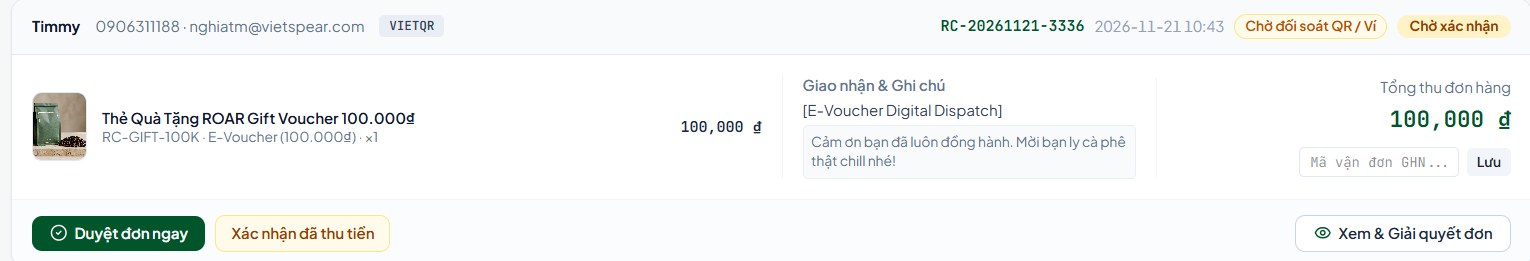 Timmy 0906311188 · nghiatm@vietspear.com VIETQR RC-20261121-3336 2026-11-21 10:43 Chờ đối soát QR / Ví Chờ xác nhận
Thẻ Quà Tặng ROAR Gift Voucher 100.000₫
RC-GIFT-100K · E-Voucher (100.000₫) · ×1
100,000 ₫
Giao nhận & Ghi chú
[E-Voucher Digital Dispatch]
Cảm ơn bạn đã luôn đồng hành. Mời bạn ly cà phê
thật chill nhé!
Tổng thu đơn hàng
100,000 ₫
Mã vận đơn GHN... Lưu
Duyệt đơn ngay Xác nhận đã thu tiền Xem & Giải quyết đơn